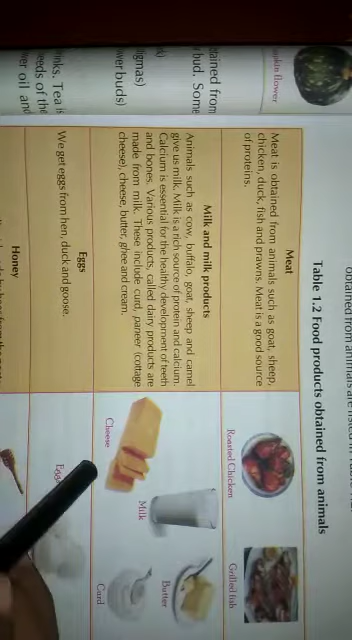 obtained from animals are listed in
Table 1.2 Food products obtained from animals
Meat
Meat is obtained from animals such as goat, sheep,
chicken, duck, fish and prawns. Meat is a good source
of proteins.
Roasted Chicken
Grilled fish
Milk and milk products
Animals such as cow, buffalo, goat, sheep and camel
give us milk. Milk is a rich source of protein and calcium.
Calcium is essential for the healthy development of teeth
and bones. Various products, called dairy products are
made from milk. These include curd, paneer (cottage
cheese), cheese, butter, ghee and cream.
Cheese
Milk
Butter
Curd
Eggs
We get eggs from hen, duck and goose.
Honey
pkin flower
tained from
bud. Some
igmas)
wer buds)
inks. Tea is
eeds of the
wer oil and